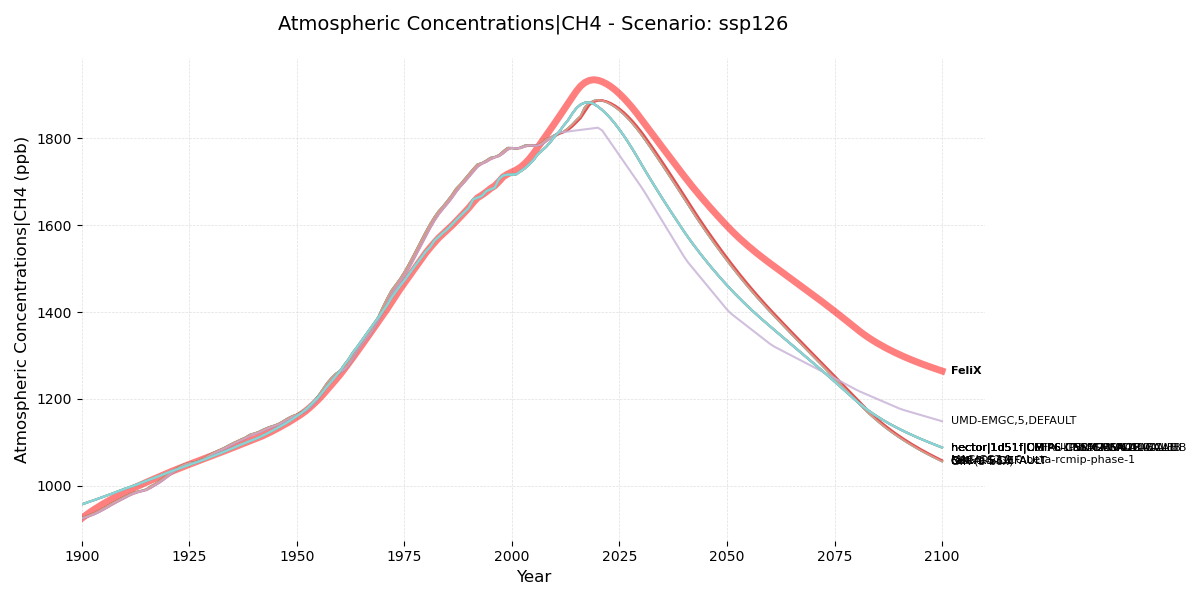 Atmospheric Concentrations|CH4 - Scenario: ssp126
Atmospheric Concentrations|CH4 (ppb)
1800
1600
1400
1200
1000
1900
1925
1950
1975
2000
2025
2050
2075
2100
Year
FeliX
UMD-EMGC,5,DEFAULT